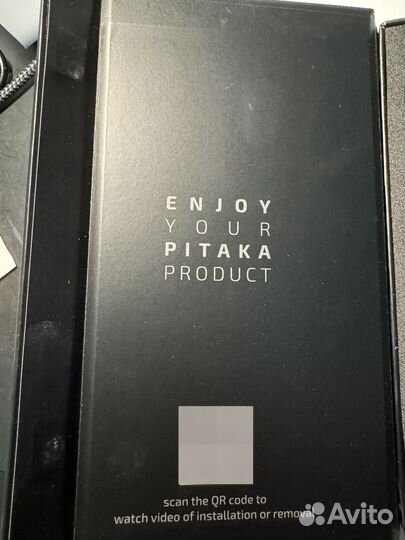 ENJOY
YOUR
PITAKA
PRODUCT
scan the QR code to
watch video of installation or removal
Avito